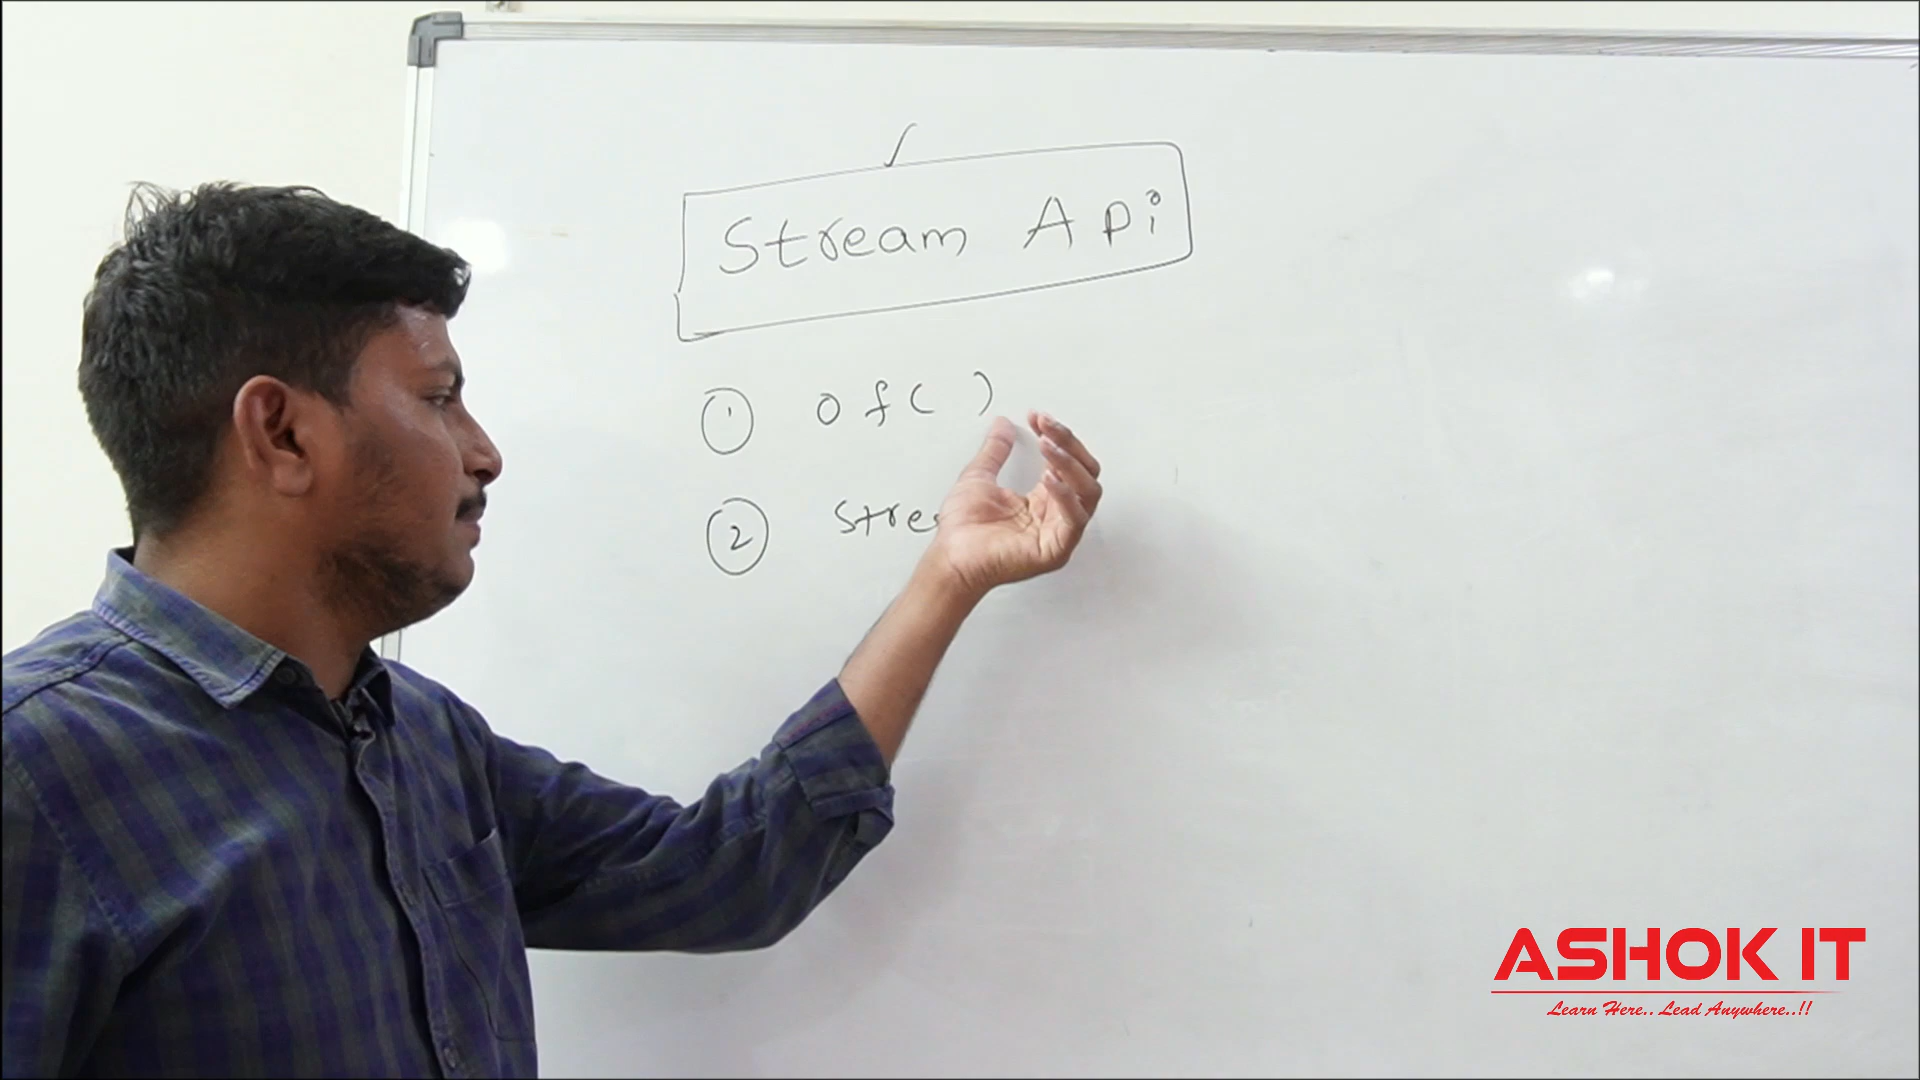 Stream Api
1 of( )
2 Stre
ASHOK IT
Learn Here.. Lead Anywhere..!!